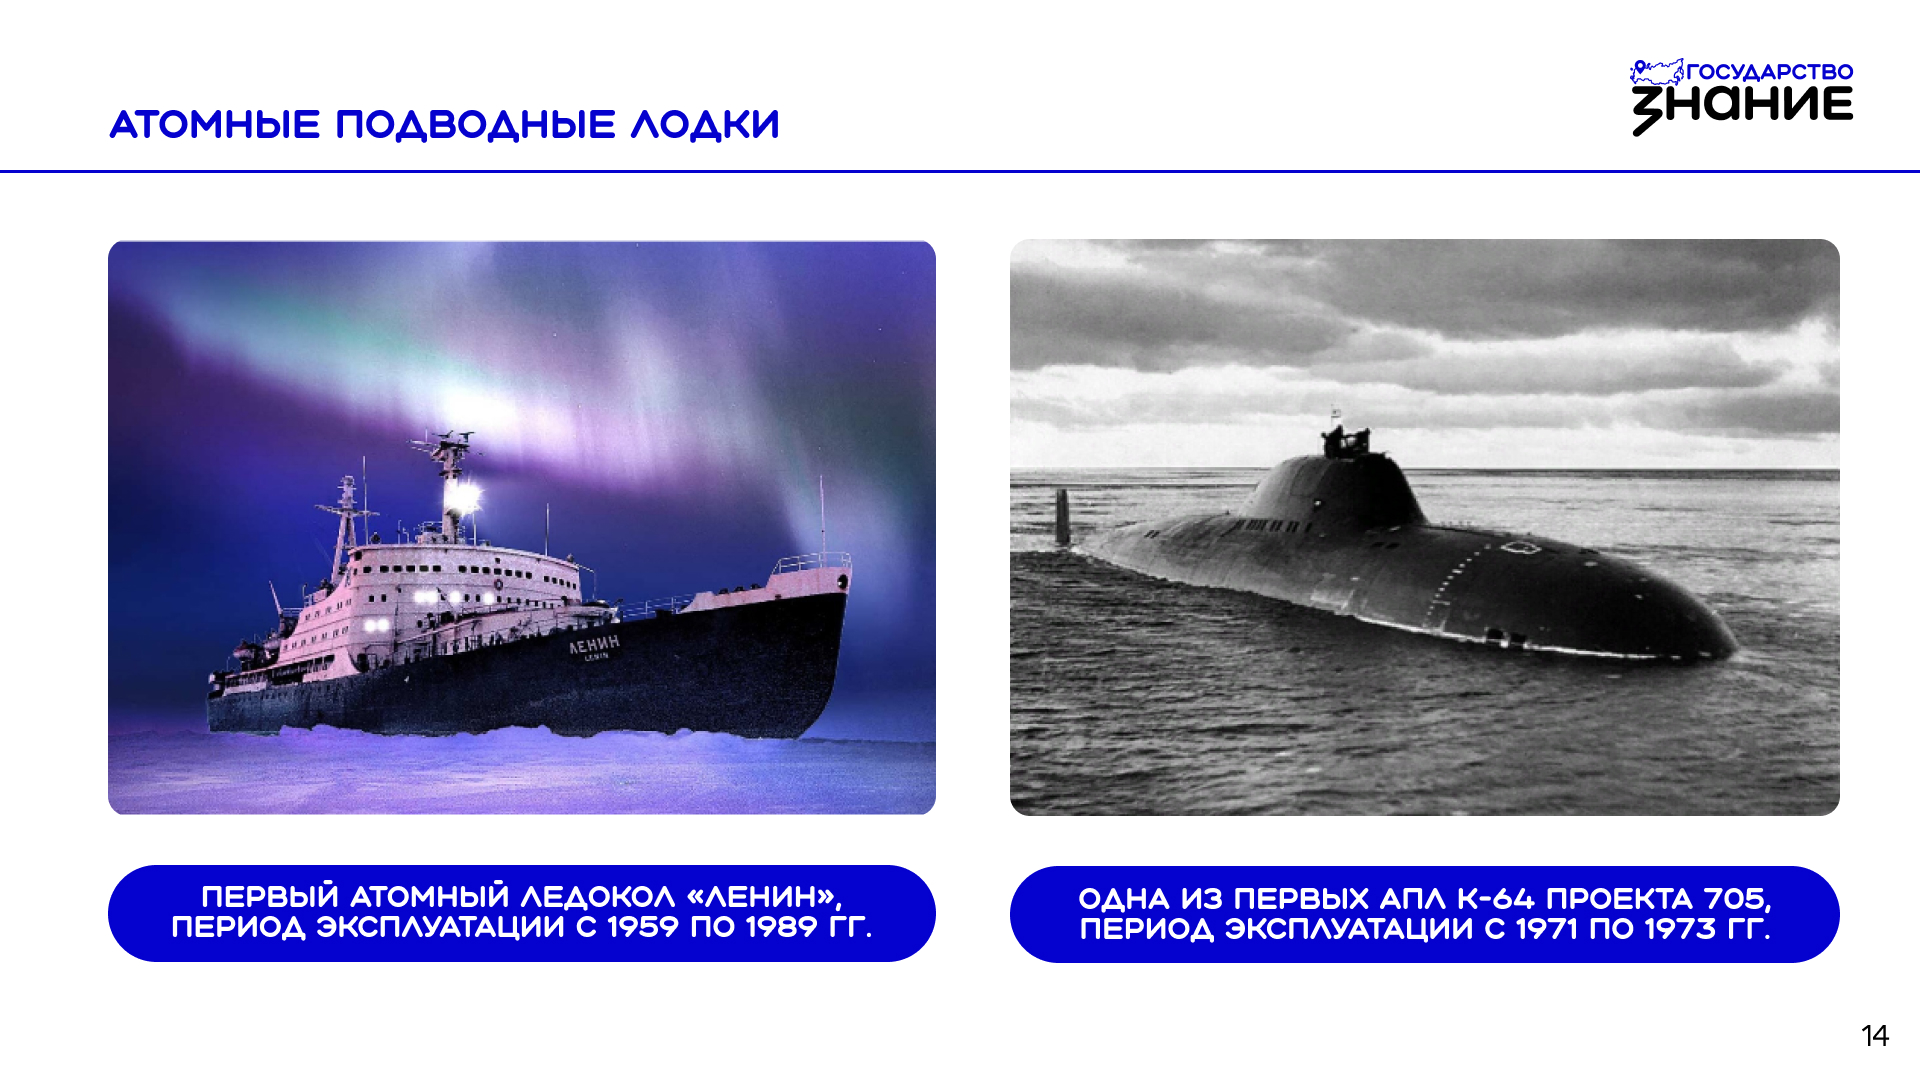 ГОСУДАРСТВО
ЗНАНИЕ
АТОМНЫЕ ПОДВОДНЫЕ ЛОДКИ
ЛЕНИН
LENIN
ПЕРВЫЙ АТОМНЫЙ ЛЕДОКОЛ «ЛЕНИН»,
ПЕРИОД ЭКСПЛУАТАЦИИ С 1959 ПО 1989 ГГ.
ОДНА ИЗ ПЕРВЫХ АПЛ К-64 ПРОЕКТА 705,
ПЕРИОД ЭКСПЛУАТАЦИИ С 1971 ПО 1973 ГГ.
14